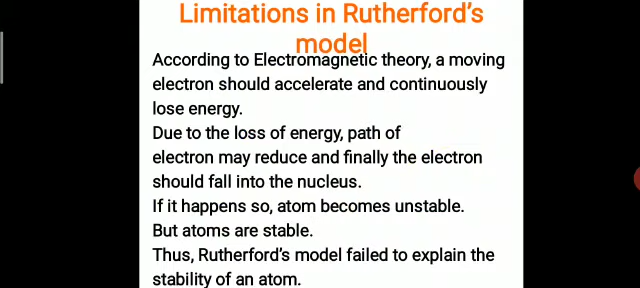 Limitations in Rutherford's
model
According to Electromagnetic theory, a moving
electron should accelerate and continuously
lose energy.
Due to the loss of energy, path of
electron may reduce and finally the electron
should fall into the nucleus.
If it happens so, atom becomes unstable.
But atoms are stable.
Thus, Rutherford's model failed to explain the
stability of an atom.